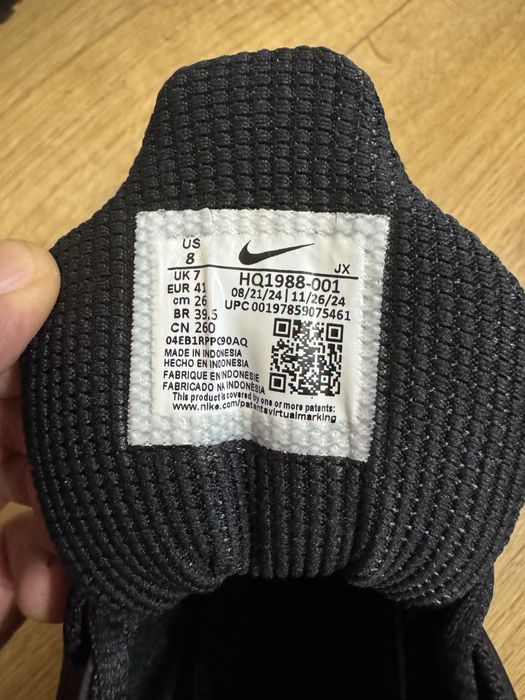 US
8
UK 7
EUR 41
cm 26
BR 39.5
CN 260
JX
HQ1988-001
08/21/24 | 11/26/24
UPC 00197859075461
04EB1RPPC90AQ
MADE IN INDONESIA
HECHO EN INDONESIA
FABRIQUE EN INDONESIE
FABRICADO NA INDONÉSIA
This product is covered by one or more patents:
www.nike.com/patentsvirtualmarking